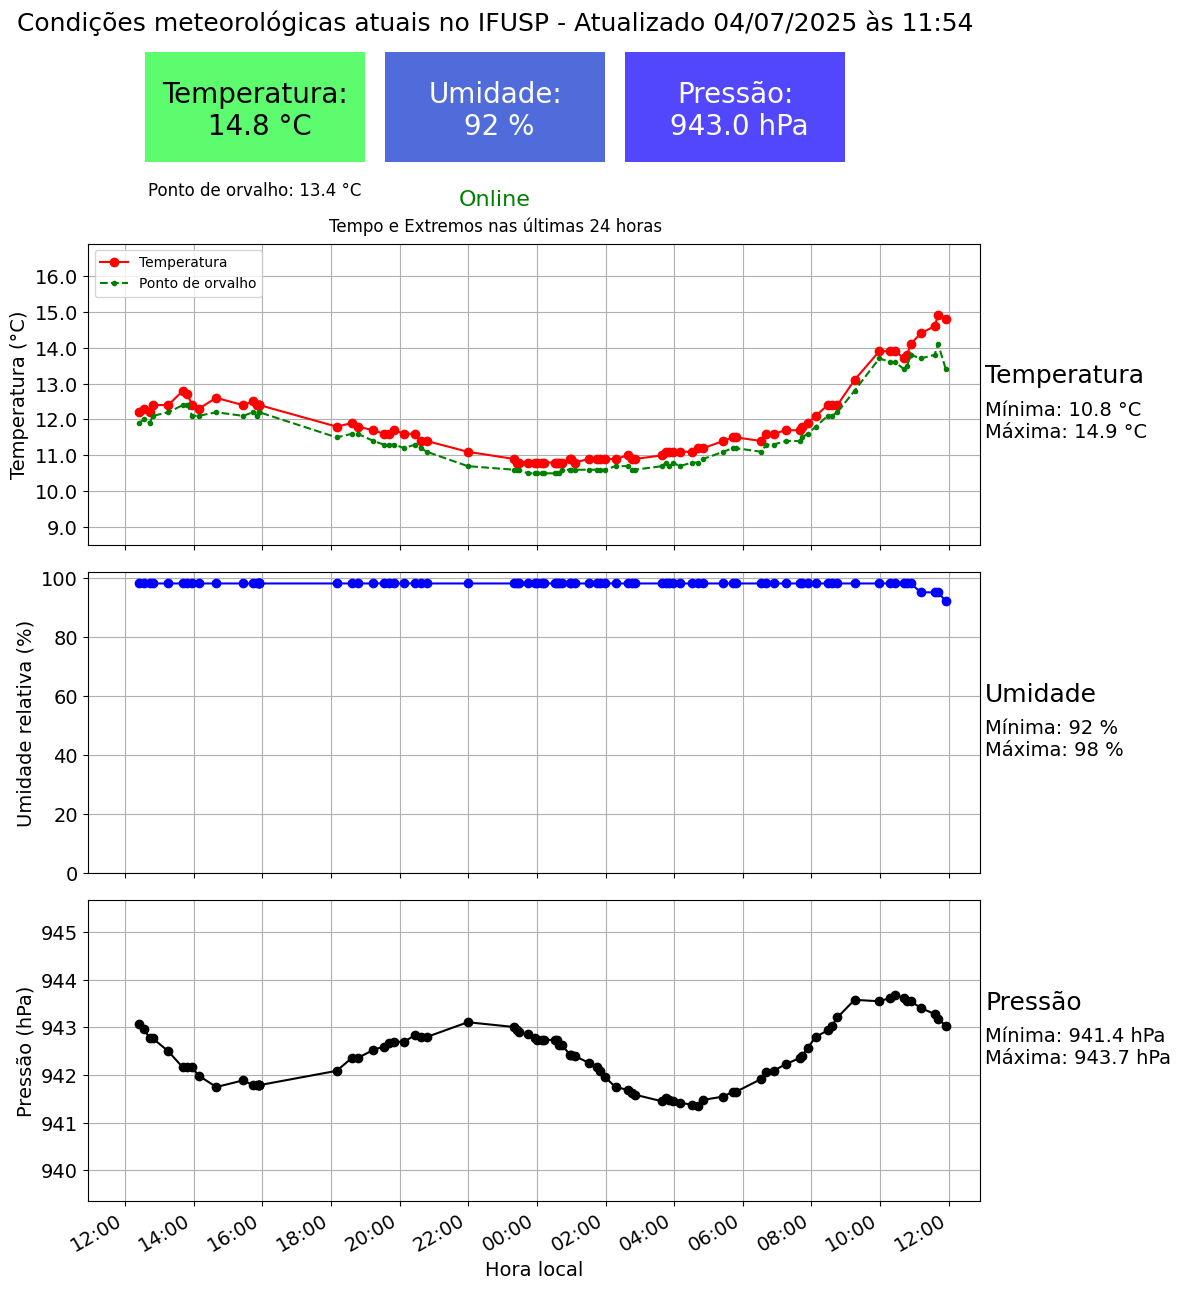 Condições meteorológicas atuais no IFUSP - Atualizado 04/07/2025 às 11:54
Temperatura:
14.8 °C
Umidade:
92 %
Pressão:
943.0 hPa
Ponto de orvalho: 13.4 °C
Online
Tempo e Extremos nas últimas 24 horas
Temperatura
Ponto de orvalho
Temperatura (°C)
16.0
15.0
14.0
13.0
12.0
11.0
10.0
9.0
Temperatura
Mínima: 10.8 °C
Máxima: 14.9 °C
Umidade relativa (%)
100
80
60
40
20
0
Umidade
Mínima: 92 %
Máxima: 98 %
Pressão (hPa)
945
944
943
942
941
940
Pressão
Mínima: 941.4 hPa
Máxima: 943.7 hPa
12:00 14:00 16:00 18:00 20:00 22:00 00:00 02:00 04:00 06:00 08:00 10:00 12:00
Hora local